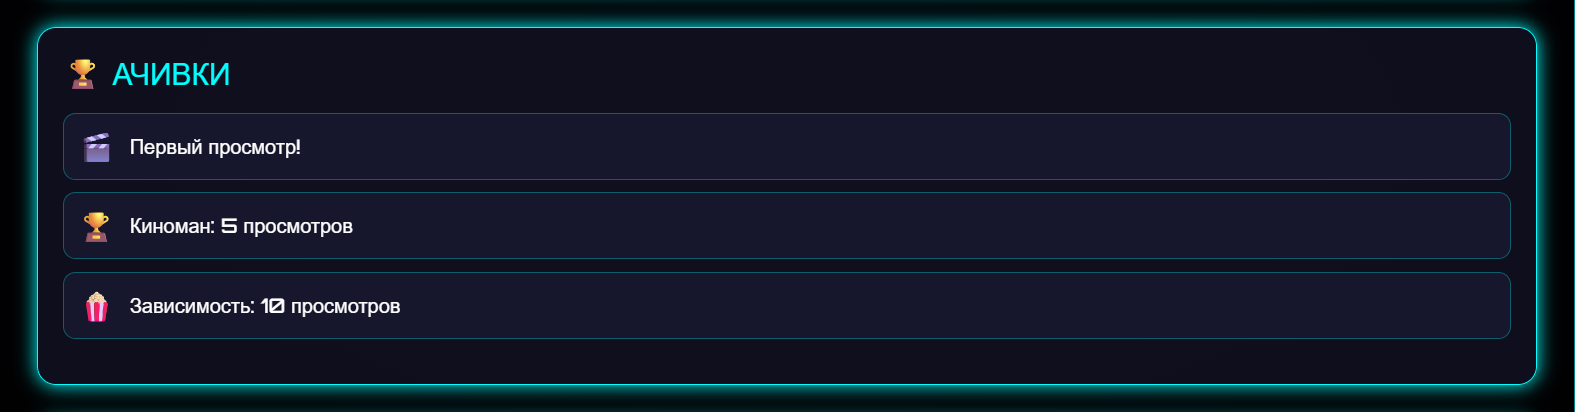 АЧИВКИ
Первый просмотр!
Киноман: 5 просмотров
Зависимость: 10 просмотров